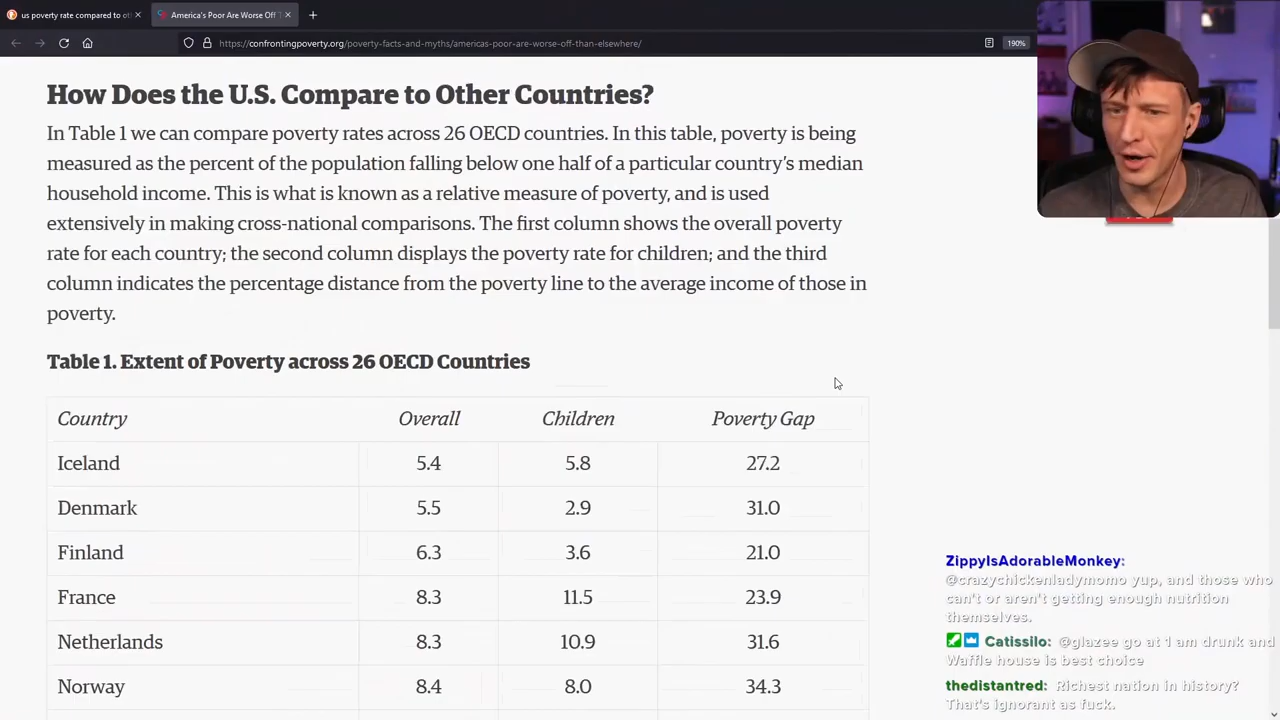 us poverty rate compared to oth
America's Poor Are Worse Off T
https://confrontingpoverty.org/poverty-facts-and-myths/americas-poor-are-worse-off-than-elsewhere/
190%
How Does the U.S. Compare to Other Countries?
In Table 1 we can compare poverty rates across 26 OECD countries. In this table, poverty is being
measured as the percent of the population falling below one half of a particular country's median
household income. This is what is known as a relative measure of poverty, and is used
extensively in making cross-national comparisons. The first column shows the overall poverty
rate for each country; the second column displays the poverty rate for children; and the third
column indicates the percentage distance from the poverty line to the average income of those in
poverty.
Table 1. Extent of Poverty across 26 OECD Countries
Country Overall Children Poverty Gap
Iceland 5.4 5.8 27.2
Denmark 5.5 2.9 31.0
Finland 6.3 3.6 21.0
France 8.3 11.5 23.9
Netherlands 8.3 10.9 31.6
Norway 8.4 8.0 34.3
ZippyIsAdorableMonkey:
@crazychickenladymomo yup, and those who
can't or aren't getting enough nutrition
themselves.
Catissilo: @glazee go at 1 am drunk and
Waffle house is best choice
thedistantred: Richest nation in history?
That's ignorant as fuck.